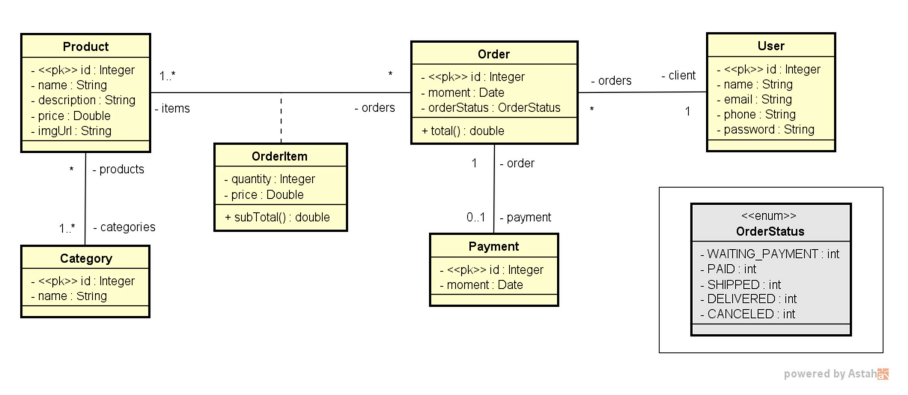 Product
- <<pk>> id : Integer
- name : String
- description : String
- price : Double
- imgUrl : String
1..*
- items
*
- orders
Order
- <<pk>> id : Integer
- moment : Date
- orderStatus : OrderStatus
+ total() : double
- orders
*
- client
1
User
- <<pk>> id : Integer
- name : String
- email : String
- phone : String
- password : String
OrderItem
- quantity : Integer
- price : Double
+ subTotal() : double
* - products
1..* - categories
Category
- <<pk>> id : Integer
- name : String
1 - order
0..1 - payment
Payment
- <<pk>> id : Integer
- moment : Date
<<enum>>
OrderStatus
- WAITING_PAYMENT : int
- PAID : int
- SHIPPED : int
- DELIVERED : int
- CANCELED : int
powered by Astah